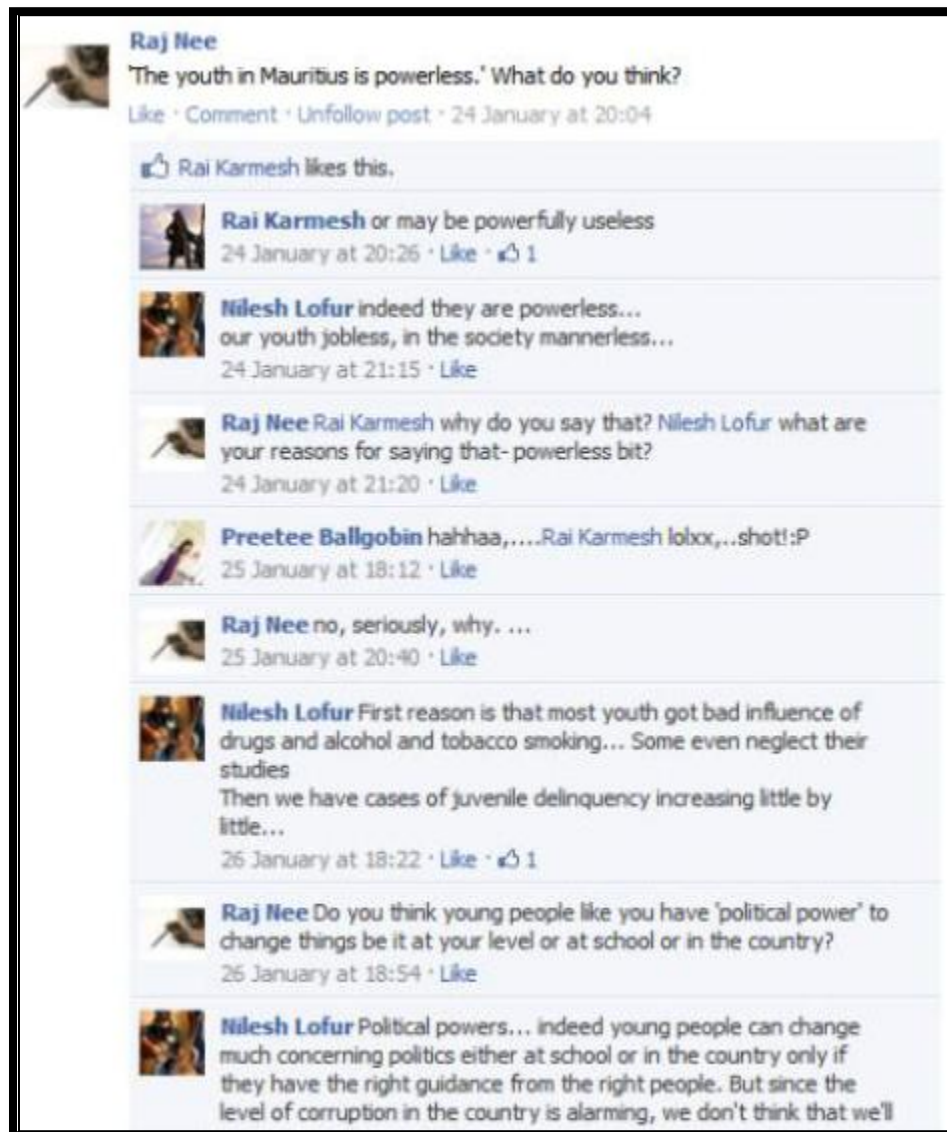 Raj Nee
'The youth in Mauritius is powerless.' What do you think?
Like · Comment · Unfollow post · 24 January at 20:04
Rai Karmesh likes this.
Rai Karmesh or may be powerfully useless
24 January at 20:26 · Like · 1
Nilesh Lofur indeed they are powerless...
our youth jobless, in the society mannerless...
24 January at 21:15 · Like
Raj Nee Rai Karmesh why do you say that? Nilesh Lofur what are
your reasons for saying that- powerless bit?
24 January at 21:20 · Like
Preetee Ballgobin hahhaa,....Rai Karmesh lolxx,..shot!:P
25 January at 18:12 · Like
Raj Nee no, seriously, why. ...
25 January at 20:40 · Like
Nilesh Lofur First reason is that most youth got bad influence of
drugs and alcohol and tobacco smoking... Some even neglect their
studies
Then we have cases of juvenile delinquency increasing little by
little...
26 January at 18:22 · Like · 1
Raj Nee Do you think young people like you have 'political power' to
change things be it at your level or at school or in the country?
26 January at 18:54 · Like
Nilesh Lofur Political powers... indeed young people can change
much concerning politics either at school or in the country only if
they have the right guidance from the right people. But since the
level of corruption in the country is alarming, we don't think that we'll